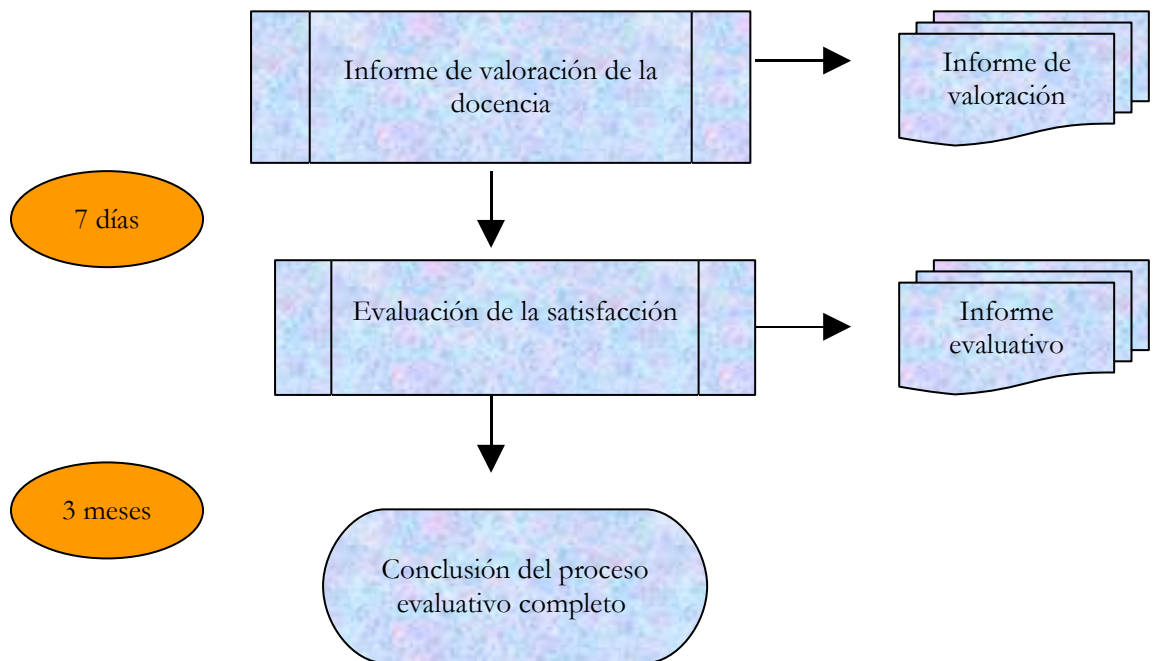 Informe de valoración de la
docencia
Informe de
valoración
7 días
Evaluación de la satisfacción
Informe
evaluativo
3 meses
Conclusión del proceso
evaluativo completo